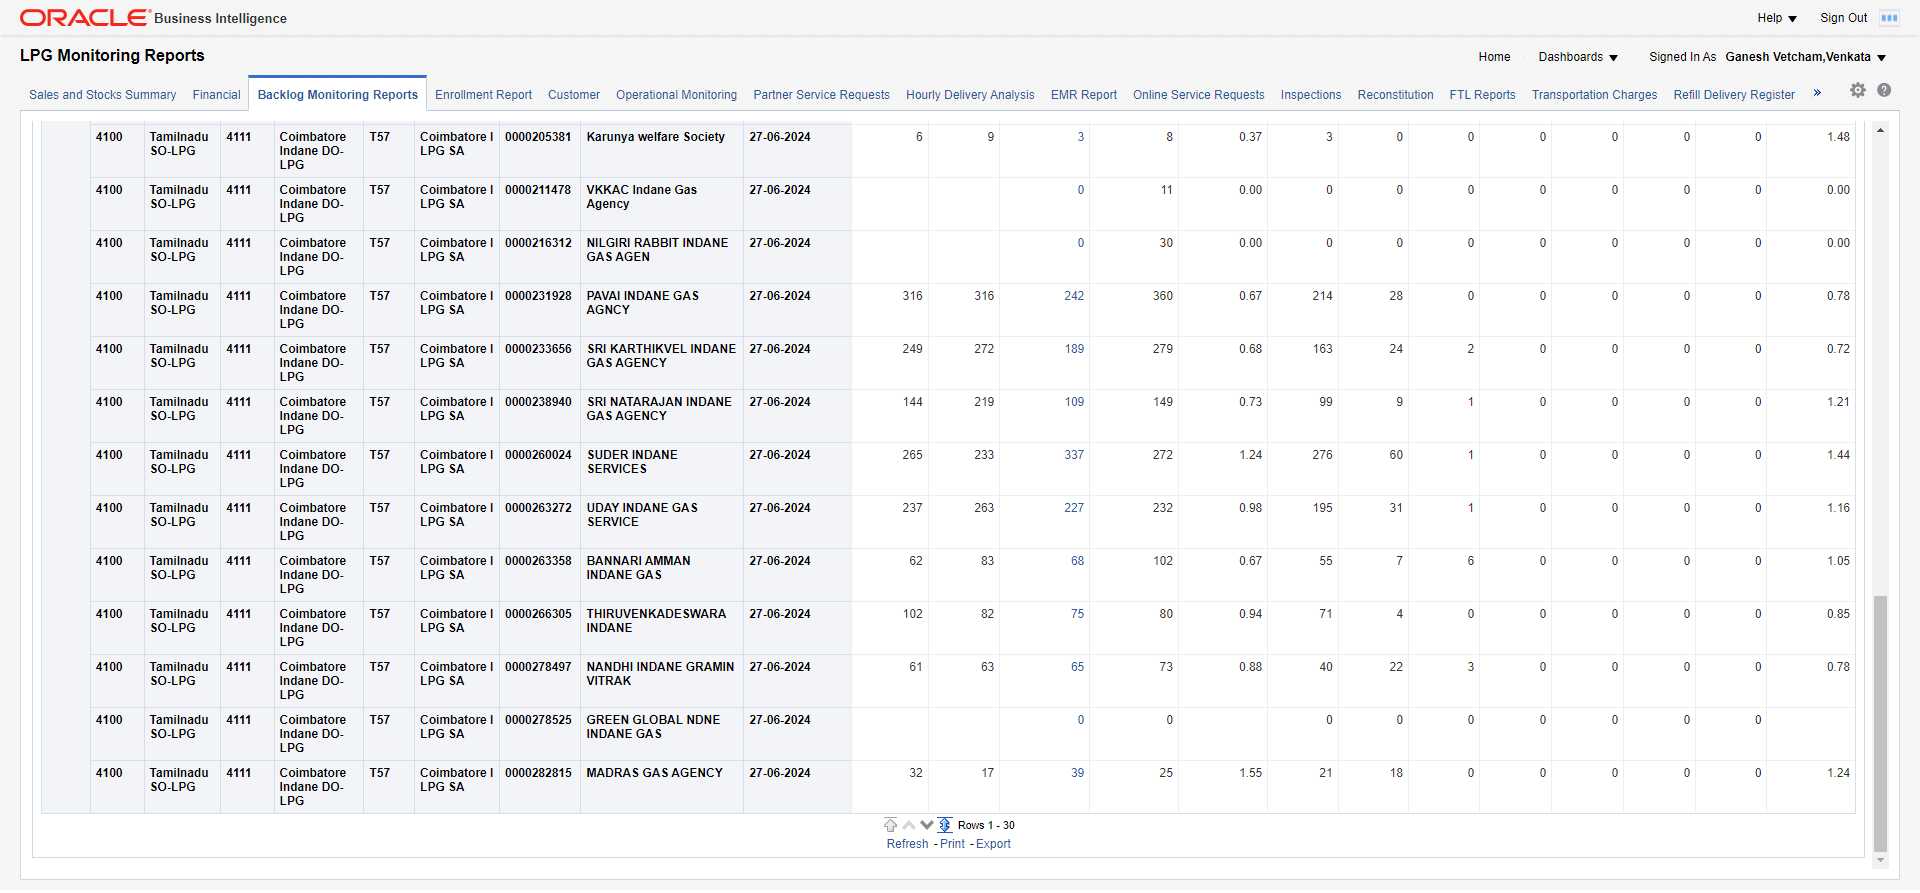 ORACLE Business Intelligence
Help Sign Out
LPG Monitoring Reports
Home Dashboards Signed In As Ganesh Vetcham,Venkata
Sales and Stocks Summary Financial Backlog Monitoring Reports Enrollment Report Customer Operational Monitoring Partner Service Requests Hourly Delivery Analysis EMR Report Online Service Requests Inspections Reconstitution FTL Reports Transportation Charges Refill Delivery Register »
4100 Tamilnadu 4111 Coimbatore T57 Coimbatore I 0000205381 Karunya welfare Society 27-06-2024 6 9 3 8 0.37 3 0 0 0 0 0 0 1.48
SO-LPG Indane DO- LPG SA
LPG
4100 Tamilnadu 4111 Coimbatore T57 Coimbatore I 0000211478 VKKAC Indane Gas 27-06-2024 0 11 0.00 0 0 0 0 0 0 0 0.00
SO-LPG Indane DO- LPG SA Agency
LPG
4100 Tamilnadu 4111 Coimbatore T57 Coimbatore I 0000216312 NILGIRI RABBIT INDANE 27-06-2024 0 30 0.00 0 0 0 0 0 0 0 0.00
SO-LPG Indane DO- LPG SA GAS AGEN
LPG
4100 Tamilnadu 4111 Coimbatore T57 Coimbatore I 0000231928 PAVAI INDANE GAS 27-06-2024 316 316 242 360 0.67 214 28 0 0 0 0 0 0.78
SO-LPG Indane DO- LPG SA AGNCY
LPG
4100 Tamilnadu 4111 Coimbatore T57 Coimbatore I 0000233656 SRI KARTHIKVEL INDANE 27-06-2024 249 272 189 279 0.68 163 24 2 0 0 0 0 0.72
SO-LPG Indane DO- LPG SA GAS AGENCY
LPG
4100 Tamilnadu 4111 Coimbatore T57 Coimbatore I 0000238940 SRI NATARAJAN INDANE 27-06-2024 144 219 109 149 0.73 99 9 1 0 0 0 0 1.21
SO-LPG Indane DO- LPG SA GAS AGENCY
LPG
4100 Tamilnadu 4111 Coimbatore T57 Coimbatore I 0000260024 SUDER INDANE 27-06-2024 265 233 337 272 1.24 276 60 1 0 0 0 0 1.44
SO-LPG Indane DO- LPG SA SERVICES
LPG
4100 Tamilnadu 4111 Coimbatore T57 Coimbatore I 0000263272 UDAY INDANE GAS 27-06-2024 237 263 227 232 0.98 195 31 1 0 0 0 0 1.16
SO-LPG Indane DO- LPG SA SERVICE
LPG
4100 Tamilnadu 4111 Coimbatore T57 Coimbatore I 0000263358 BANNARI AMMAN 27-06-2024 62 83 68 102 0.67 55 7 6 0 0 0 0 1.05
SO-LPG Indane DO- LPG SA INDANE GAS
LPG
4100 Tamilnadu 4111 Coimbatore T57 Coimbatore I 0000266305 THIRUVENKADESWARA 27-06-2024 102 82 75 80 0.94 71 4 0 0 0 0 0 0.85
SO-LPG Indane DO- LPG SA INDANE
LPG
4100 Tamilnadu 4111 Coimbatore T57 Coimbatore I 0000278497 NANDHI INDANE GRAMIN 27-06-2024 61 63 65 73 0.88 40 22 3 0 0 0 0 0.78
SO-LPG Indane DO- LPG SA VITRAK
LPG
4100 Tamilnadu 4111 Coimbatore T57 Coimbatore I 0000278525 GREEN GLOBAL NDNE 27-06-2024 0 0 0 0 0 0 0 0 0
SO-LPG Indane DO- LPG SA INDANE GAS
LPG
4100 Tamilnadu 4111 Coimbatore T57 Coimbatore I 0000282815 MADRAS GAS AGENCY 27-06-2024 32 17 39 25 1.55 21 18 0 0 0 0 0 1.24
SO-LPG Indane DO- LPG SA
LPG
Rows 1 - 30
Refresh - Print - Export